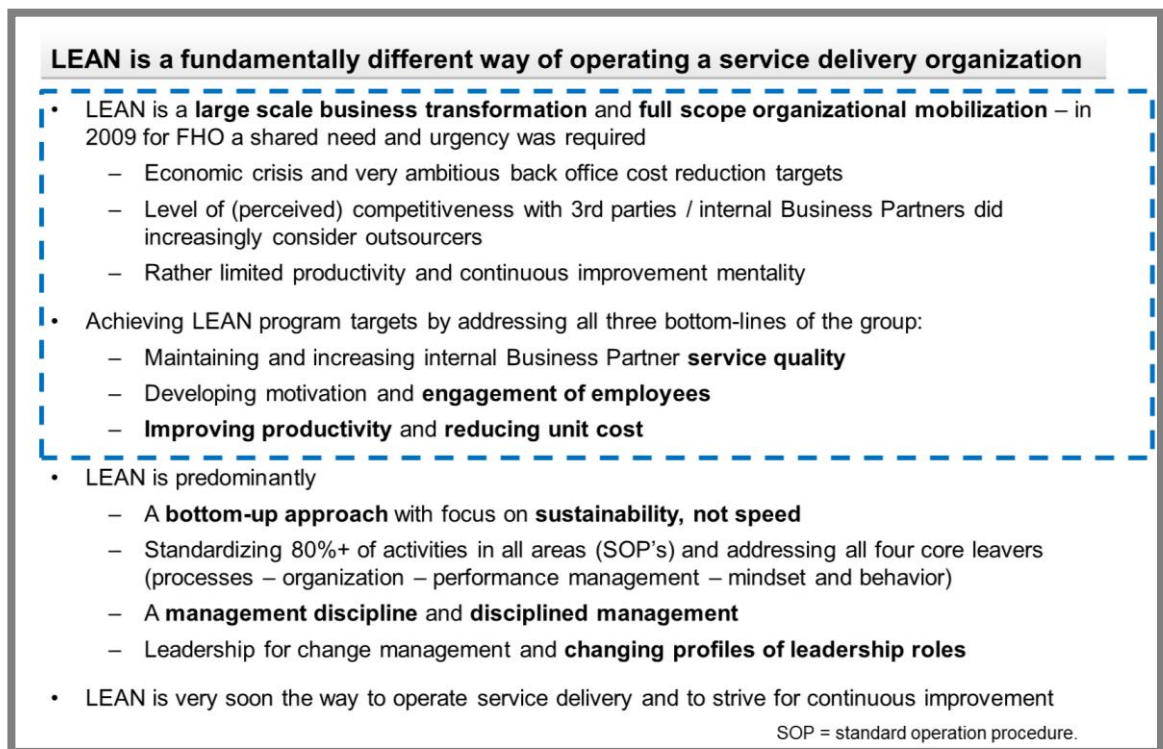 LEAN is a fundamentally different way of operating a service delivery organization
• LEAN is a large scale business transformation and full scope organizational mobilization – in
2009 for FHO a shared need and urgency was required
– Economic crisis and very ambitious back office cost reduction targets
– Level of (perceived) competitiveness with 3rd parties / internal Business Partners did
increasingly consider outsourcers
– Rather limited productivity and continuous improvement mentality
• Achieving LEAN program targets by addressing all three bottom-lines of the group:
– Maintaining and increasing internal Business Partner service quality
– Developing motivation and engagement of employees
– Improving productivity and reducing unit cost
• LEAN is predominantly
– A bottom-up approach with focus on sustainability, not speed
– Standardizing 80%+ of activities in all areas (SOP's) and addressing all four core leavers
(processes – organization – performance management – mindset and behavior)
– A management discipline and disciplined management
– Leadership for change management and changing profiles of leadership roles
• LEAN is very soon the way to operate service delivery and to strive for continuous improvement
SOP = standard operation procedure.